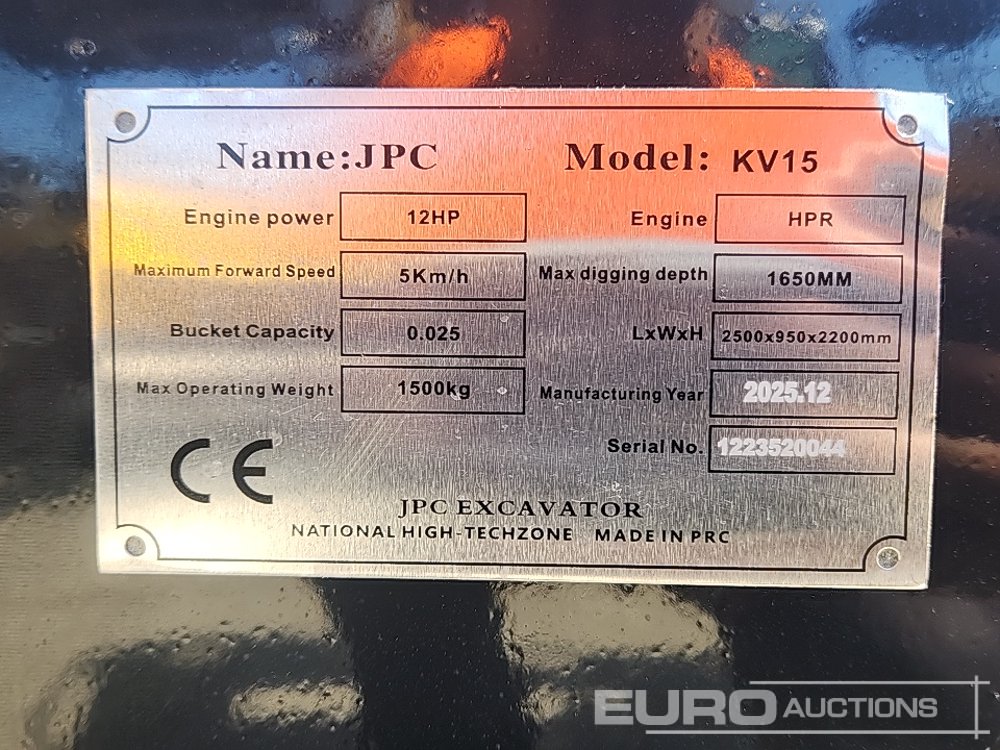 Name:JPC Model: KV15
Engine power 12HP Engine HPR
Maximum Forward Speed 5Km/h Max digging depth 1650MM
Bucket Capacity 0.025 LxWxH 2500x950x2200mm
Max Operating Weight 1500kg Manufacturing Year 2025.12
Serial No. 1223520044
CE
JPC EXCAVATOR
NATIONAL HIGH-TECHZONE MADE IN PRC
EURO AUCTIONS